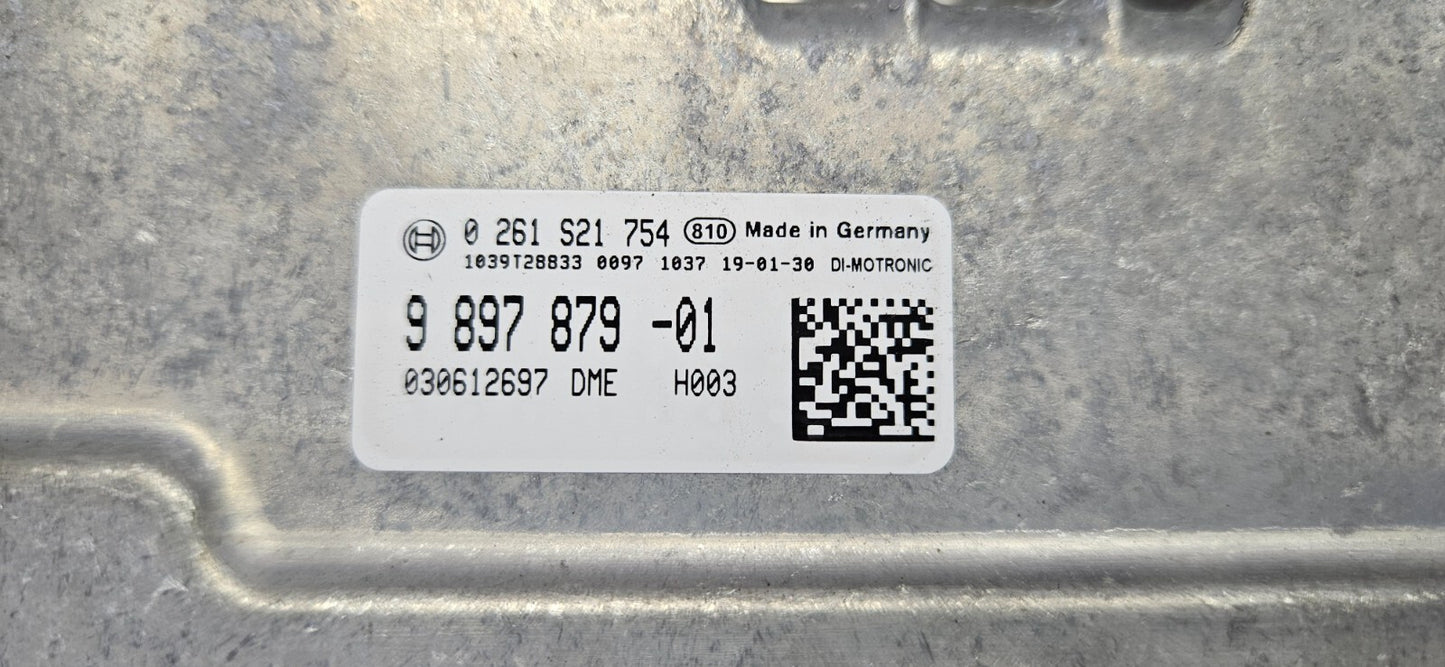 0 261 S21 754 810 Made in Germany
1039T28833 0097 1037 19-01-30 DI-MOTRONIC
9 897 879 -01
030612697 DME H003